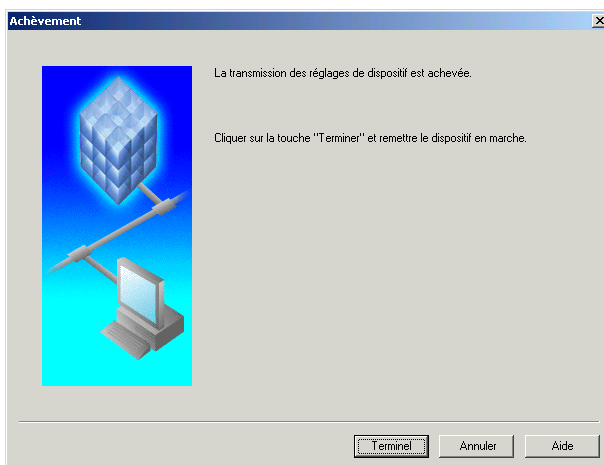 Achèvement
La transmission des réglages de dispositif est achevée.
Cliquer sur la touche "Terminer" et remettre le dispositif en marche.
Terminel
Annuler
Aide